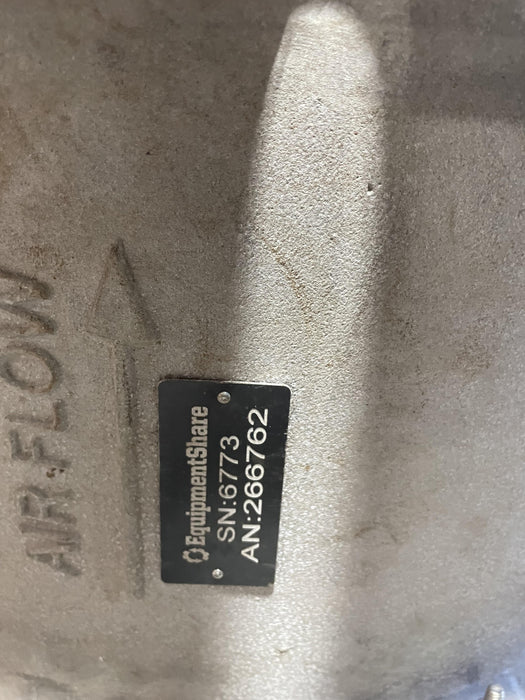 AIR FLOW
EquipmentShare
SN:6773
AN:266762